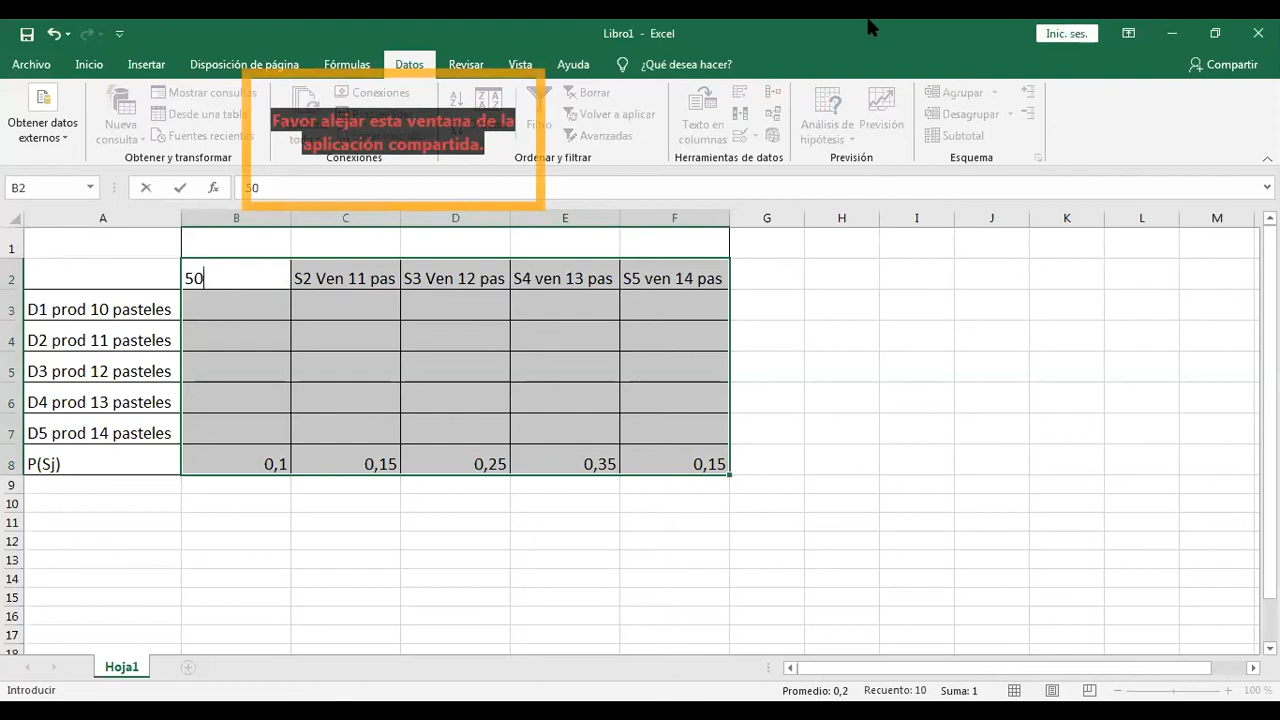 Libro1 - Excel
Inic. ses.
Archivo Inicio Insertar Disposición de página Fórmulas Datos Revisar Vista Ayuda ¿Qué desea hacer? Compartir
Obtener datos externos
Nueva consulta
Mostrar consultas
Desde una tabla
Fuentes recientes
Obtener y transformar
Conexiones
Conexiones
Favor alejar esta ventana de la
aplicación compartida.
Filtro
Borrar
Volver a aplicar
Avanzadas
Ordenar y filtrar
Texto en columnas
Herramientas de datos
Análisis de hipótesis
Previsión
Previsión
Agrupar
Desagrupar
Subtotal
Esquema
B2 fx 50
A B C D E F G H I J K L M
1
2 50 S2 Ven 11 pas S3 Ven 12 pas S4 ven 13 pas S5 ven 14 pas
3 D1 prod 10 pasteles
4 D2 prod 11 pasteles
5 D3 prod 12 pasteles
6 D4 prod 13 pasteles
7 D5 prod 14 pasteles
8 P(Sj) 0,1 0,15 0,25 0,35 0,15
9
10
11
12
13
14
15
16
17
18
Hoja1
Introducir Promedio: 0,2 Recuento: 10 Suma: 1 100 %